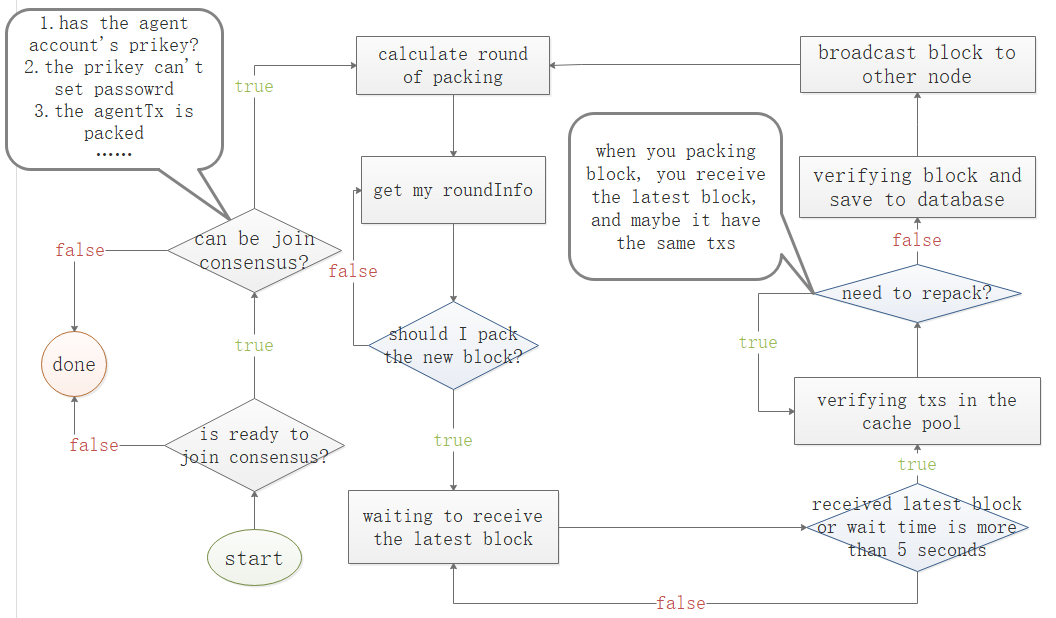 1.has the agent
account's prikey?
2.the prikey can't
set passowrd
3.the agentTx is
packed
······
true
calculate round
of packing
broadcast block to
other node
when you packing
block, you receive
the latest block,
and maybe it have
the same txs
get my roundInfo
verifying block and
save to database
false
can be join
consensus?
false
false
need to repack?
true
should I pack
the new block?
true
done
verifying txs in the
cache pool
false
is ready to
join consensus?
true
true
waiting to receive
the latest block
received latest block
or wait time is more
than 5 seconds
start
false